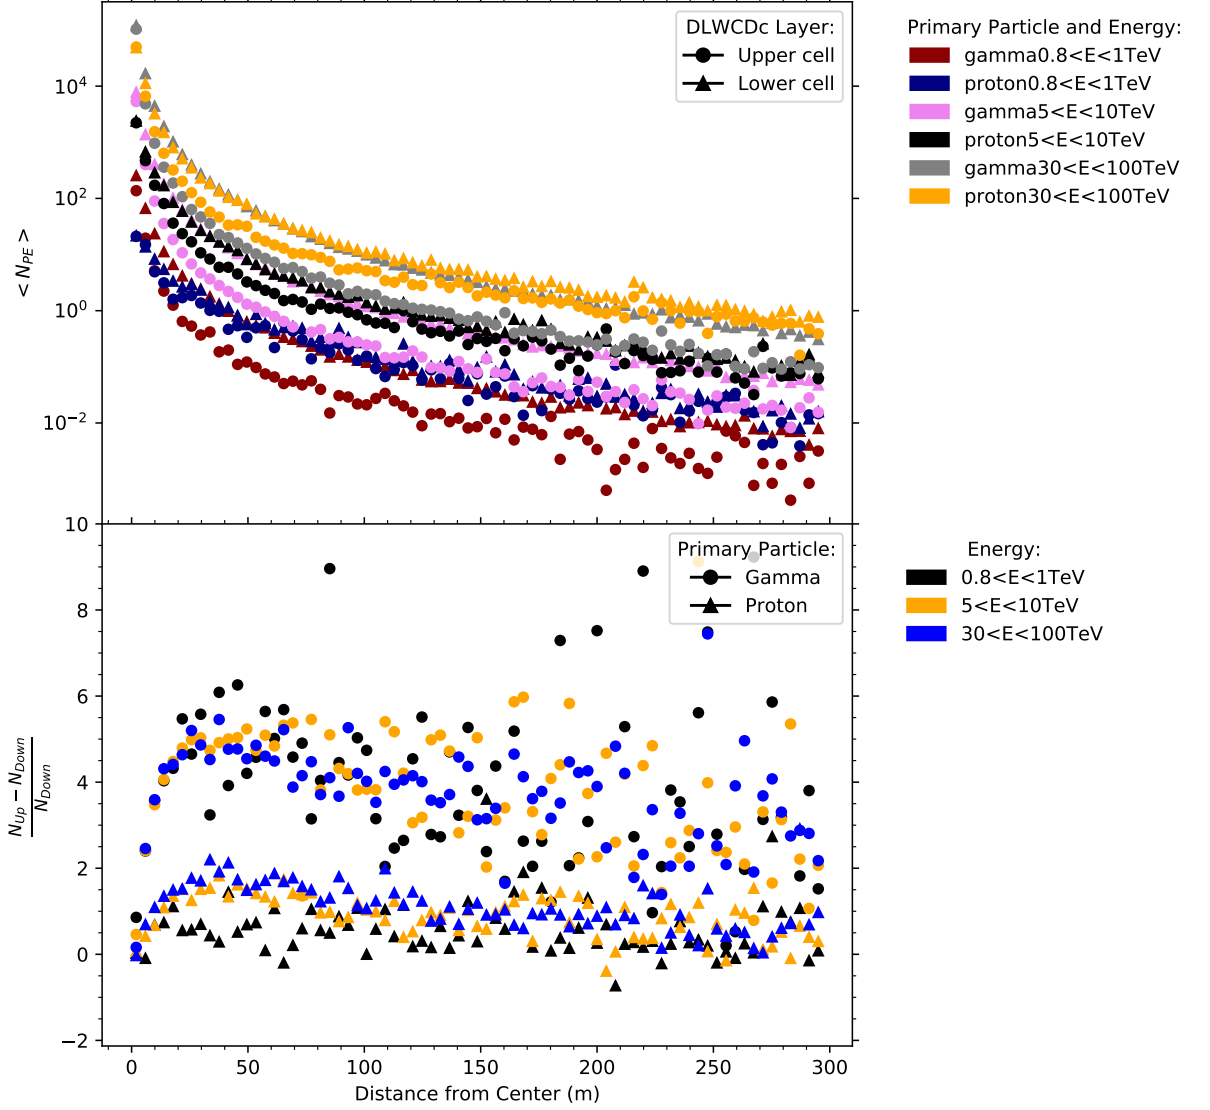 DLWCDc Layer:
Upper cell
Lower cell
Primary Particle and Energy:
gamma0.8<E<1TeV
proton0.8<E<1TeV
gamma5<E<10TeV
proton5<E<10TeV
gamma30<E<100TeV
proton30<E<100TeV
10^4
10^2
10^0
10^−2
< N_PE >
Primary Particle:
Gamma
Proton
Energy:
0.8<E<1TeV
5<E<10TeV
30<E<100TeV
10
8
6
4
2
0
−2
N_Up − N_Down
N_Down
0 50 100 150 200 250 300
Distance from Center (m)